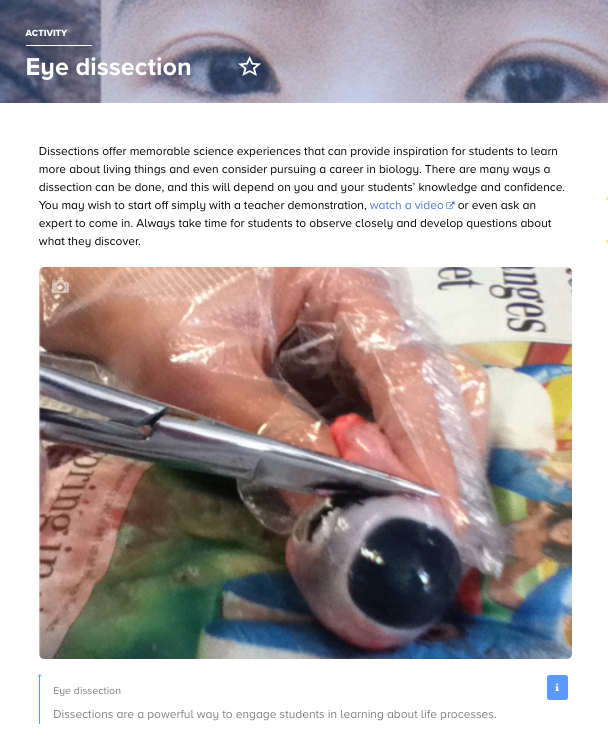 ACTIVITY
Eye dissection
Dissections offer memorable science experiences that can provide inspiration for students to learn
more about living things and even consider pursuing a career in biology. There are many ways a
dissection can be done, and this will depend on you and your students’ knowledge and confidence.
You may wish to start off simply with a teacher demonstration, watch a video or even ask an
expert to come in. Always take time for students to observe closely and develop questions about
what they discover.
nges
et
bring in
Eye dissection
i
Dissections are a powerful way to engage students in learning about life processes.